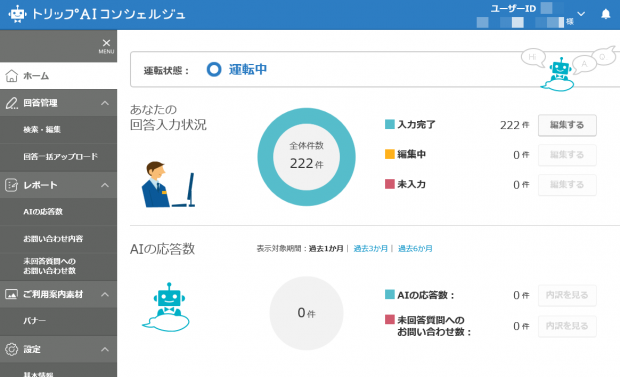 トリップAIコンシェルジュ
ユーザーID
様
MENU
ホーム
回答管理
検索・編集
回答一括アップロード
レポート
AIの応答数
お問い合わせ内容
未回答質問への
お問い合わせ数
ご利用案内素材
バナー
設定
基本情報
運転状態： 運転中
Hi
A
Q
あなたの
回答入力状況
全体件数
222 件
入力完了 222 件 編集する
編集中 0 件 編集する
未入力 0 件 編集する
AIの応答数
表示対象期間：過去1か月| 過去3か月| 過去6か月
0 件
AIの応答数： 0 件 内訳を見る
未回答質問への
お問い合わせ数： 0 件 内訳を見る